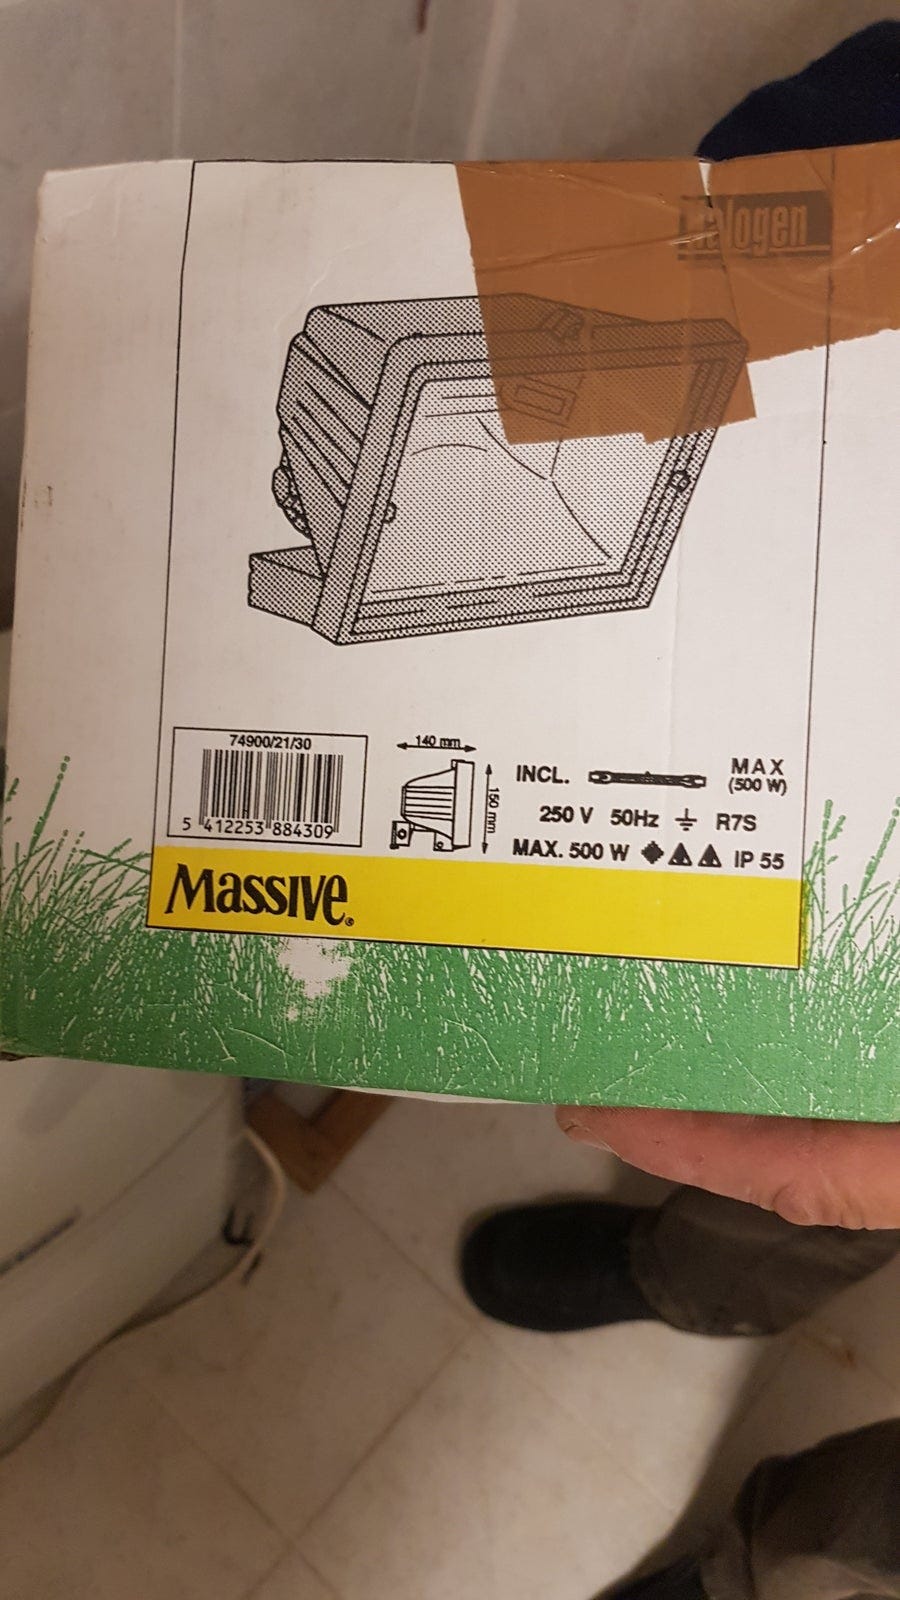 Halogen
74900/21/30
5 412253 884309
140 mm
150 mm
INCL. MAX
(500 W)
250 V 50Hz R7S
MAX. 500 W IP 55
Massive